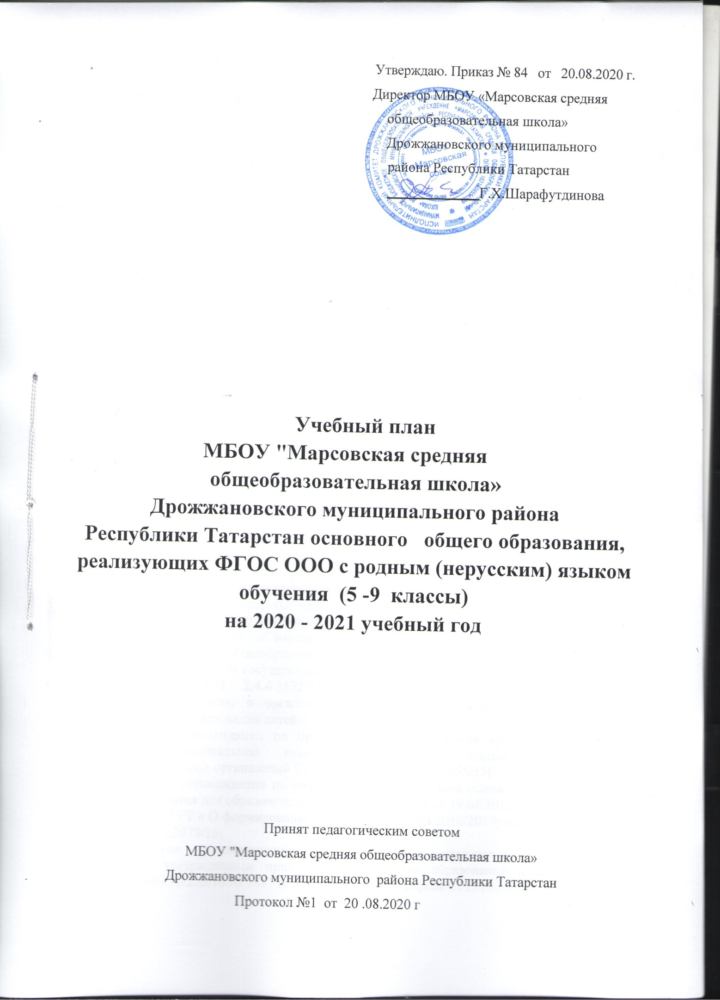 Утверждаю. Приказ № 84 от 20.08.2020 г.
Директор МБОУ «Марсовская средняя
общеобразовательная школа»
Дрожжановского муниципального
района Республики Татарстан
Г.Х.Шарафутдинова
МБОУ
«Марсовская
СОШ»
Учебный план
МБОУ "Марсовская средняя
общеобразовательная школа»
Дрожжановского муниципального района
Республики Татарстан основного общего образования,
реализующих ФГОС ООО с родным (нерусским) языком
обучения (5 -9 классы)
на 2020 - 2021 учебный год
Принят педагогическим советом
МБОУ "Марсовская средняя общеобразовательная школа»
Дрожжановского муниципального района Республики Татарстан
Протокол №1 от 20 .08.2020 г